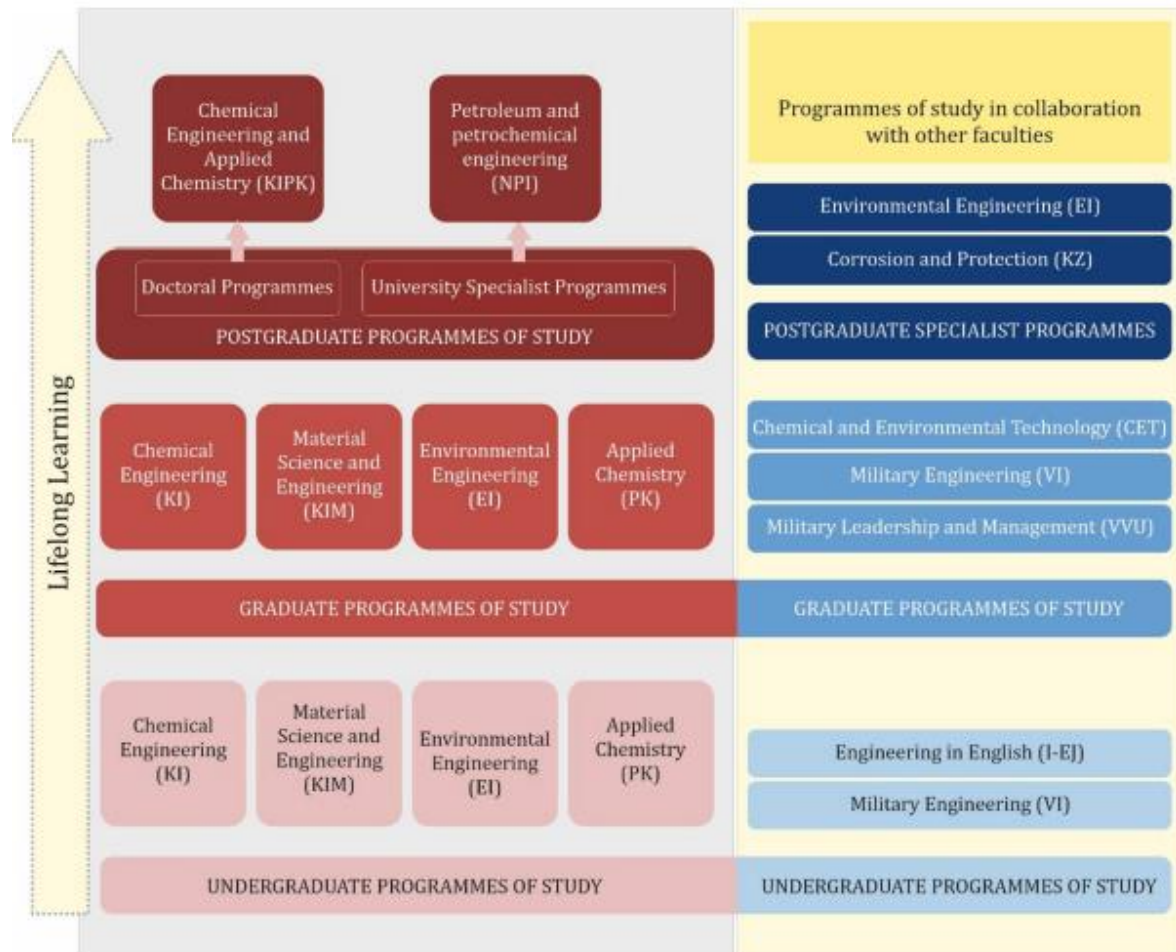 Lifelong Learning
Chemical
Engineering and
Applied
Chemistry (KIPK)
Petroleum and
petrochemical
engineering
(NPI)
Doctoral Programmes
University Specialist Programmes
POSTGRADUATE PROGRAMMES OF STUDY
Chemical
Engineering
(KI)
Material
Science and
Engineering
(KIM)
Environmental
Engineering
(EI)
Applied
Chemistry
(PK)
GRADUATE PROGRAMMES OF STUDY
Chemical
Engineering
(KI)
Material
Science and
Engineering
(KIM)
Environmental
Engineering
(EI)
Applied
Chemistry
(PK)
UNDERGRADUATE PROGRAMMES OF STUDY
Programmes of study in collaboration
with other faculties
Environmental Engineering (EI)
Corrosion and Protection (KZ)
POSTGRADUATE SPECIALIST PROGRAMMES
Chemical and Environmental Technology (CET)
Military Engineering (VI)
Military Leadership and Management (VVU)
GRADUATE PROGRAMMES OF STUDY
Engineering in English (I-EJ)
Military Engineering (VI)
UNDERGRADUATE PROGRAMMES OF STUDY